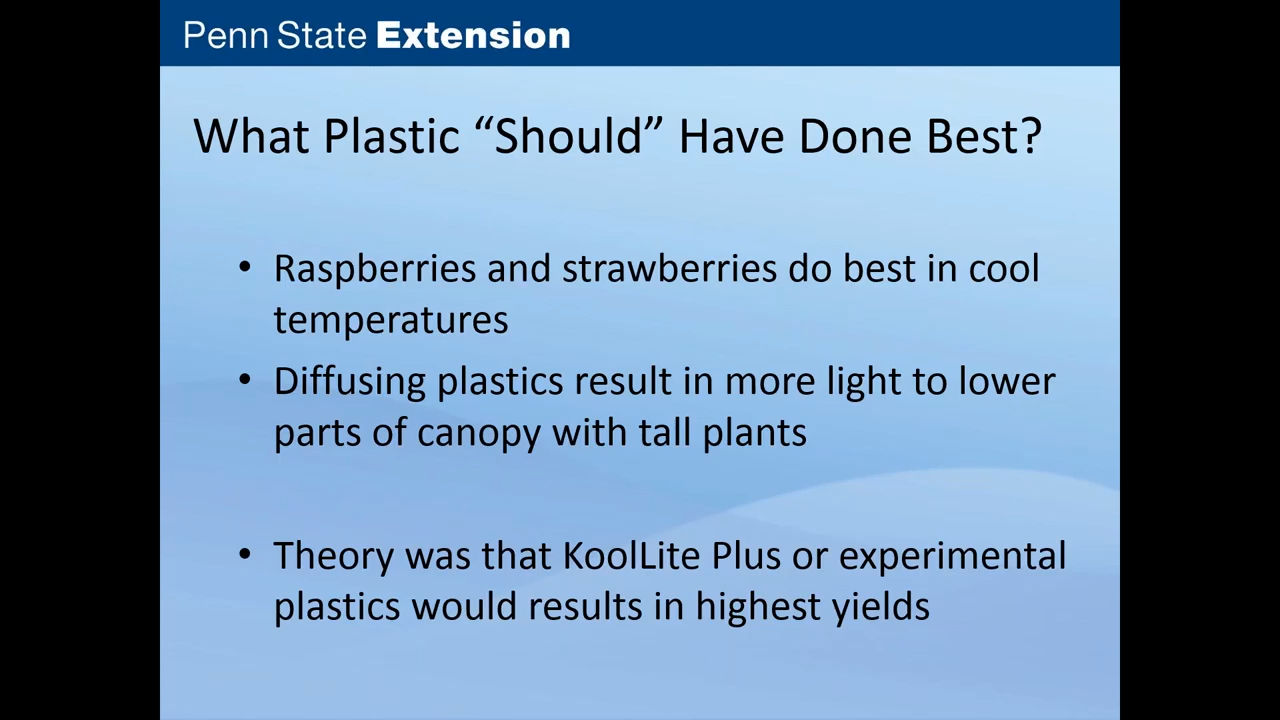 Penn State Extension
What Plastic “Should” Have Done Best?
• Raspberries and strawberries do best in cool
temperatures
• Diffusing plastics result in more light to lower
parts of canopy with tall plants
• Theory was that KoolLite Plus or experimental
plastics would results in highest yields